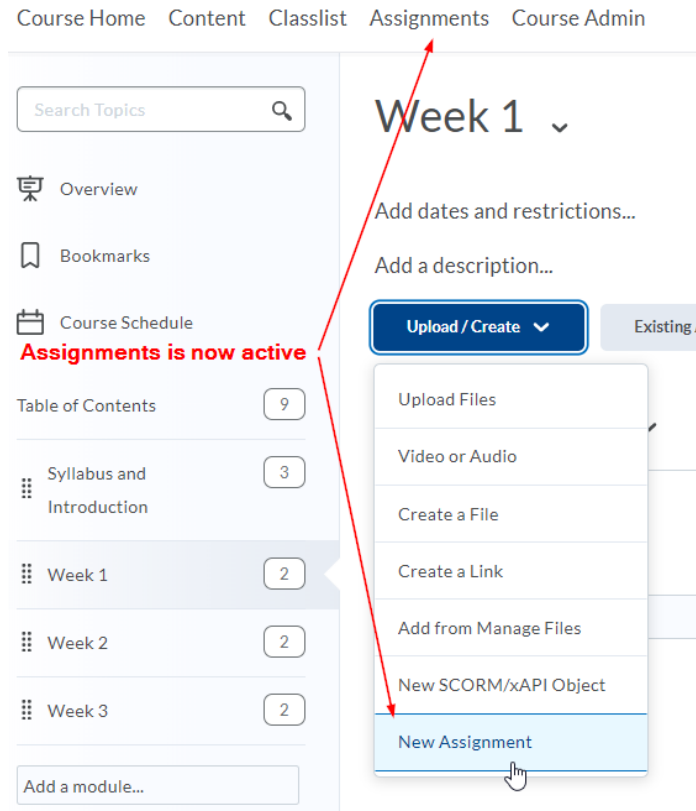 Course Home Content Classlist Assignments Course Admin
Search Topics
Overview
Bookmarks
Course Schedule
Assignments is now active
Table of Contents 9
Syllabus and
Introduction 3
Week 1 2
Week 2 2
Week 3 2
Add a module...
Week 1
Add dates and restrictions...
Add a description...
Upload / Create Existing
Upload Files
Video or Audio
Create a File
Create a Link
Add from Manage Files
New SCORM/xAPI Object
New Assignment